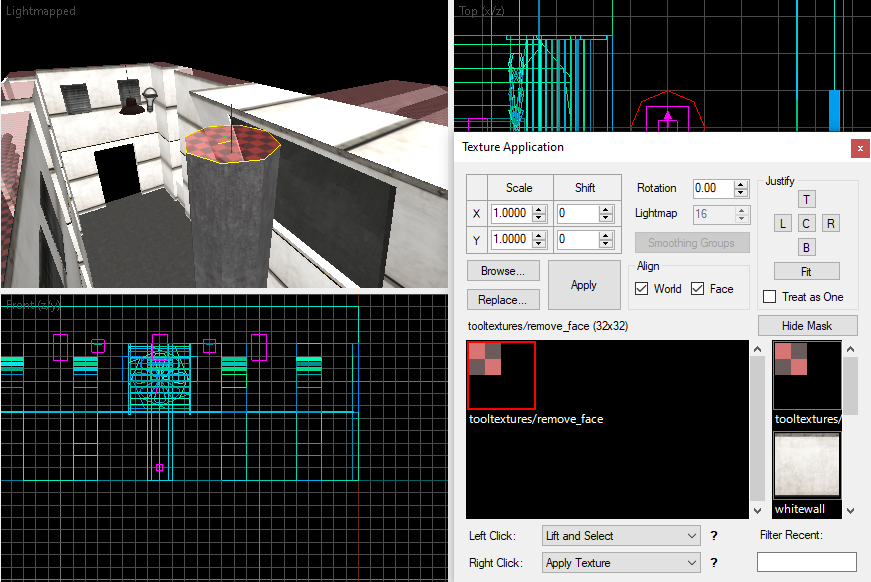 Lightmapped
Top (x/z)
Texture Application
x
Scale
Shift
X
1.0000
0
Y
1.0000
0
Rotation
0.00
Lightmap
16
Smoothing Groups
Justify
T
L
C
R
B
Fit
Treat as One
Browse...
Replace...
Apply
Align
World
Face
tooltextures/remove_face (32x32)
Hide Mask
tooltextures/remove_face
tooltextures/
whitewall
Front (z/y)
Left Click:
Lift and Select
?
Filter Recent:
Right Click:
Apply Texture
?